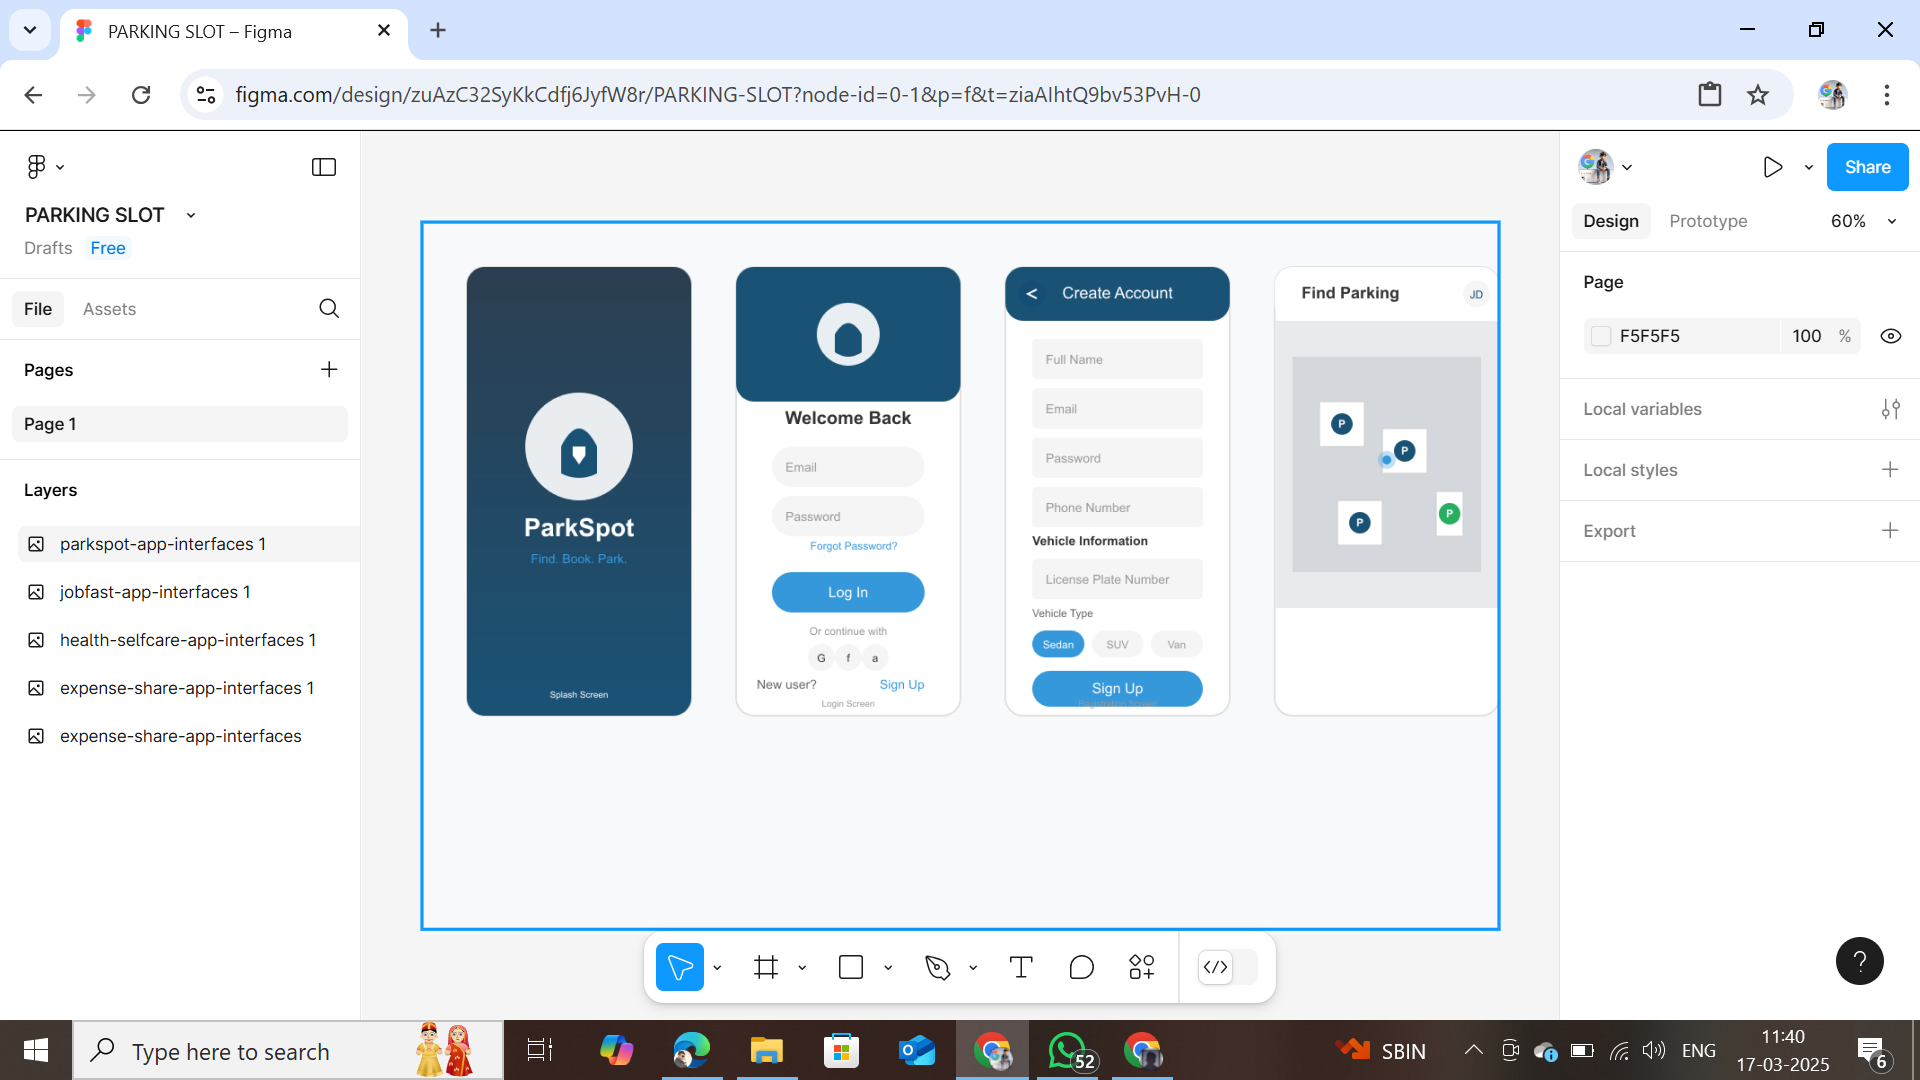 PARKING SLOT – Figma
figma.com/design/zuAzC32SyKkCdfj6JyfW8r/PARKING-SLOT?node-id=0-1&p=f&t=ziaAIhtQ9bv53PvH-0
PARKING SLOT
Drafts Free
File Assets
Pages
Page 1
Layers
parkspot-app-interfaces 1
jobfast-app-interfaces 1
health-selfcare-app-interfaces 1
expense-share-app-interfaces 1
expense-share-app-interfaces
ParkSpot
Find. Book. Park.
Splash Screen
Welcome Back
Email
Password
Forgot Password?
Log In
Or continue with
G f a
New user? Sign Up
Login Screen
< Create Account
Full Name
Email
Password
Phone Number
Vehicle Information
License Plate Number
Vehicle Type
Sedan SUV Van
Sign Up
Registration Screen
Find Parking JD
P
P
P
P
Share
Design Prototype 60%
Page
F5F5F5 100 %
Local variables
Local styles
Export
?
Type here to search
52
SBIN
ENG
11:40
17-03-2025
6